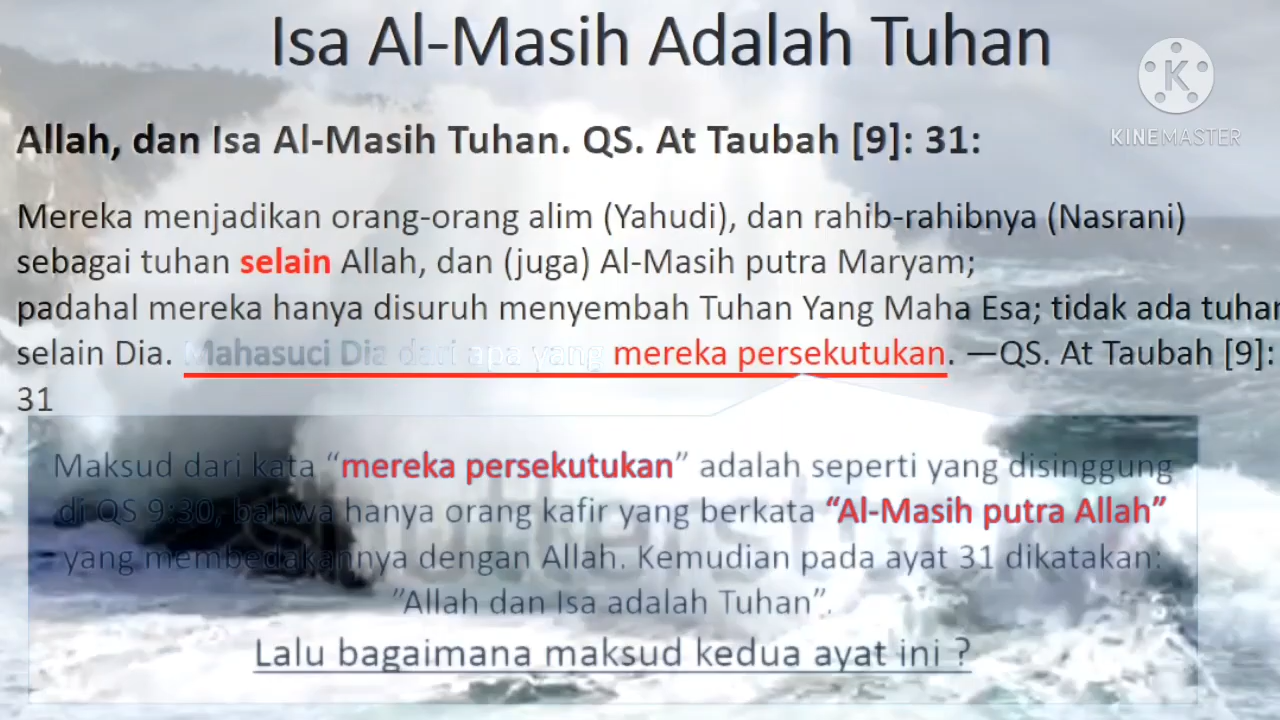 Isa Al-Masih Adalah Tuhan
K
KINEMASTER
Allah, dan Isa Al-Masih Tuhan. QS. At Taubah [9]: 31:
Mereka menjadikan orang-orang alim (Yahudi), dan rahib-rahibnya (Nasrani)
sebagai tuhan selain Allah, dan (juga) Al-Masih putra Maryam;
padahal mereka hanya disuruh menyembah Tuhan Yang Maha Esa; tidak ada tuhan
selain Dia. Mahasuci Dia dari apa yang mereka persekutukan. —QS. At Taubah [9]:
31
Maksud dari kata “mereka persekutukan” adalah seperti yang disinggung
di QS 9:30, bahwa hanya orang kafir yang berkata “Al-Masih putra Allah”
yang membedakannya dengan Allah. Kemudian pada ayat 31 dikatakan:
”Allah dan Isa adalah Tuhan”.
Lalu bagaimana maksud kedua ayat ini ?